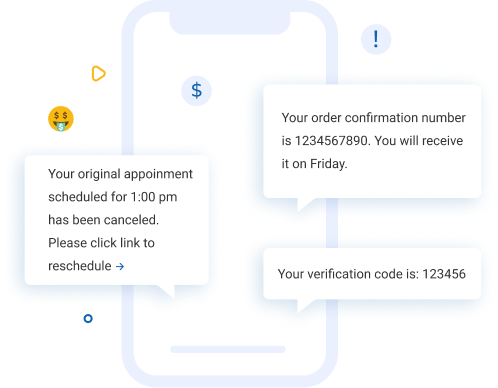 Your original appoinment
scheduled for 1:00 pm
has been canceled.
Please click link to
reschedule →
$
!
Your order confirmation number
is 1234567890. You will receive
it on Friday.
Your verification code is: 123456